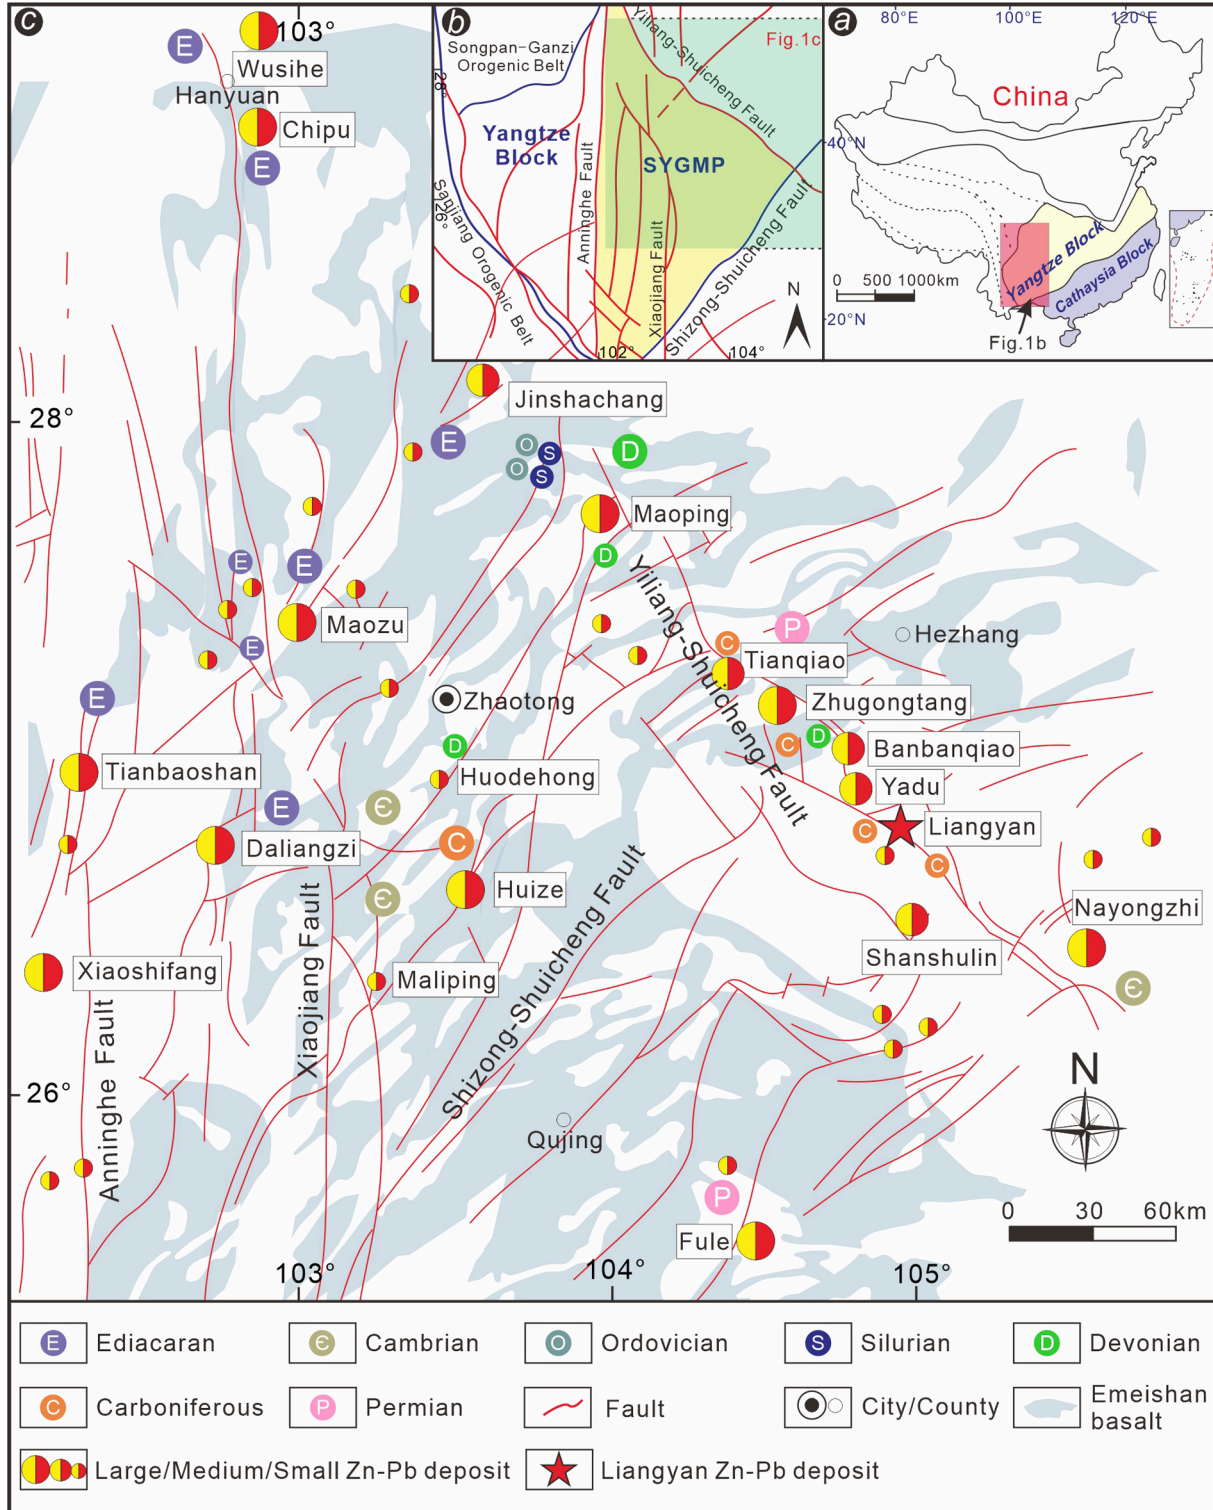 c
103°
E
Wusihe
Hanyuan
Chipu
E
b
Songpan-Ganzi
Orogenic Belt
Yiliang-Shuicheng Fault
Fig.1c
28°
Yangtze
Block
SYGMP
26°
Sanjiang Orogenic Belt
Anninghe Fault
Xiaojiang Fault
Shizong-Shuicheng Fault
N
102°
104°
a
80°E
100°E
120°E
China
40°N
Yangtze Block
Cathaysia Block
0 500 1000km
20°N
Fig.1b
Jinshachang
28°
E
O
S
O
S
D
Maoping
D
E
E
Yiliang-Shuicheng Fault
Maozu
E
P
C
Hezhang
Tianqiao
E
Zhaotong
Zhugongtang
D
C
D
Banbanqiao
Tianbaoshan
Huodehong
Yadu
E
Є
C
Liangyan
Daliangzi
C
C
Huize
Є
Nayongzhi
Xiaojiang Fault
Shizong-Shuicheng Fault
Shanshulin
Xiaoshifang
Maliping
Є
Anninghe Fault
26°
N
Qujing
P
0 30 60km
Fule
103°
104°
105°
E Ediacaran
Є Cambrian
O Ordovician
S Silurian
D Devonian
C Carboniferous
P Permian
Fault
City/County
Emeishan
basalt
Large/Medium/Small Zn-Pb deposit
Liangyan Zn-Pb deposit